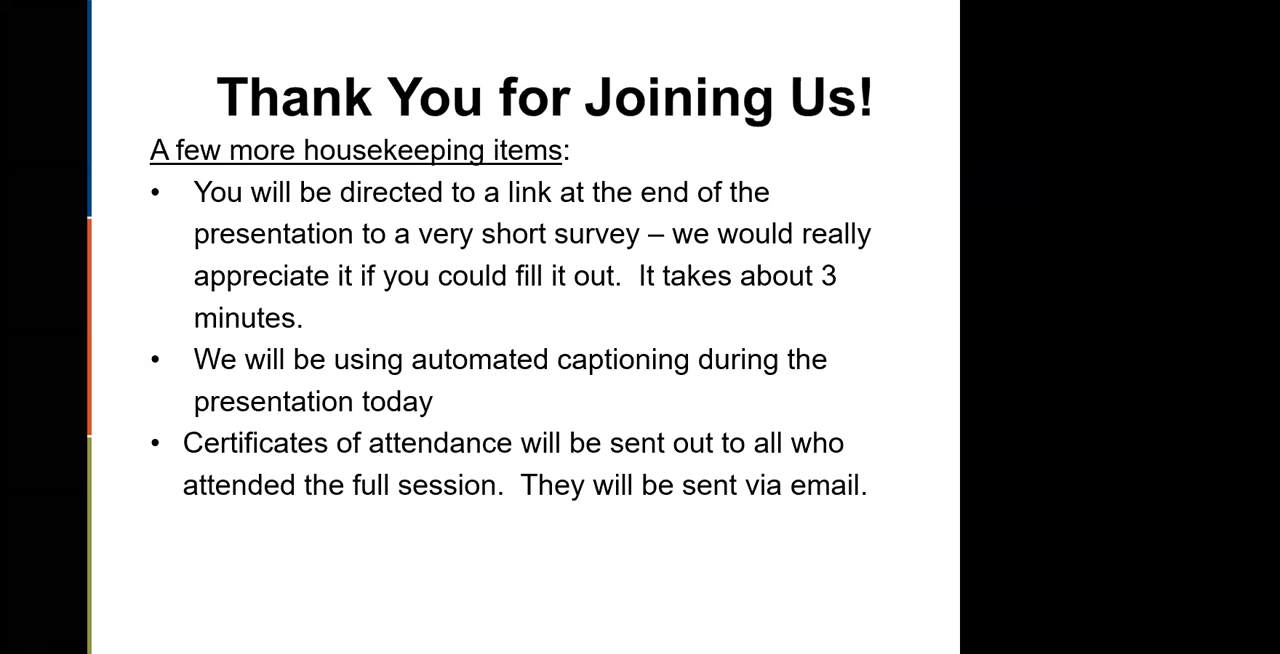 Thank You for Joining Us!
A few more housekeeping items:
• You will be directed to a link at the end of the
presentation to a very short survey – we would really
appreciate it if you could fill it out.  It takes about 3
minutes.
• We will be using automated captioning during the
presentation today
• Certificates of attendance will be sent out to all who
attended the full session.  They will be sent via email.